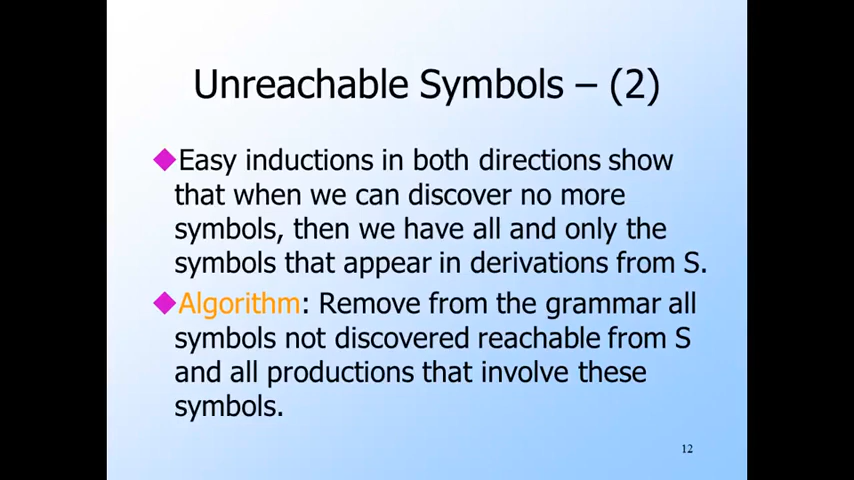 Unreachable Symbols – (2)
Easy inductions in both directions show
that when we can discover no more
symbols, then we have all and only the
symbols that appear in derivations from S.
Algorithm: Remove from the grammar all
symbols not discovered reachable from S
and all productions that involve these
symbols.
12